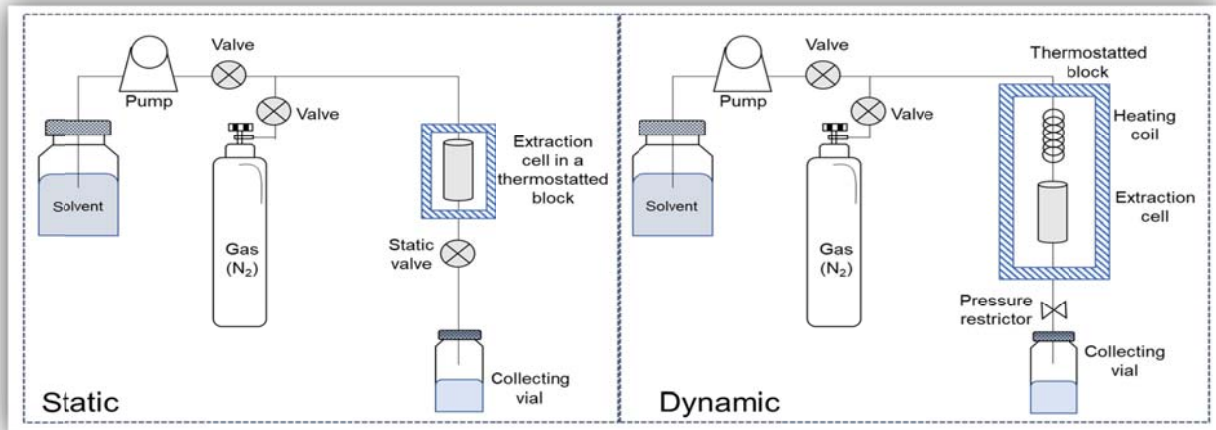 Valve
Pump
Valve
Solvent
Gas
(N₂)
Extraction
cell in a
thermostatted
block
Static
valve
Collecting
vial
Static
Valve
Pump
Valve
Solvent
Gas
(N₂)
Thermostatted
block
Heating
coil
Extraction
cell
Pressure
restrictor
Collecting
vial
Dynamic